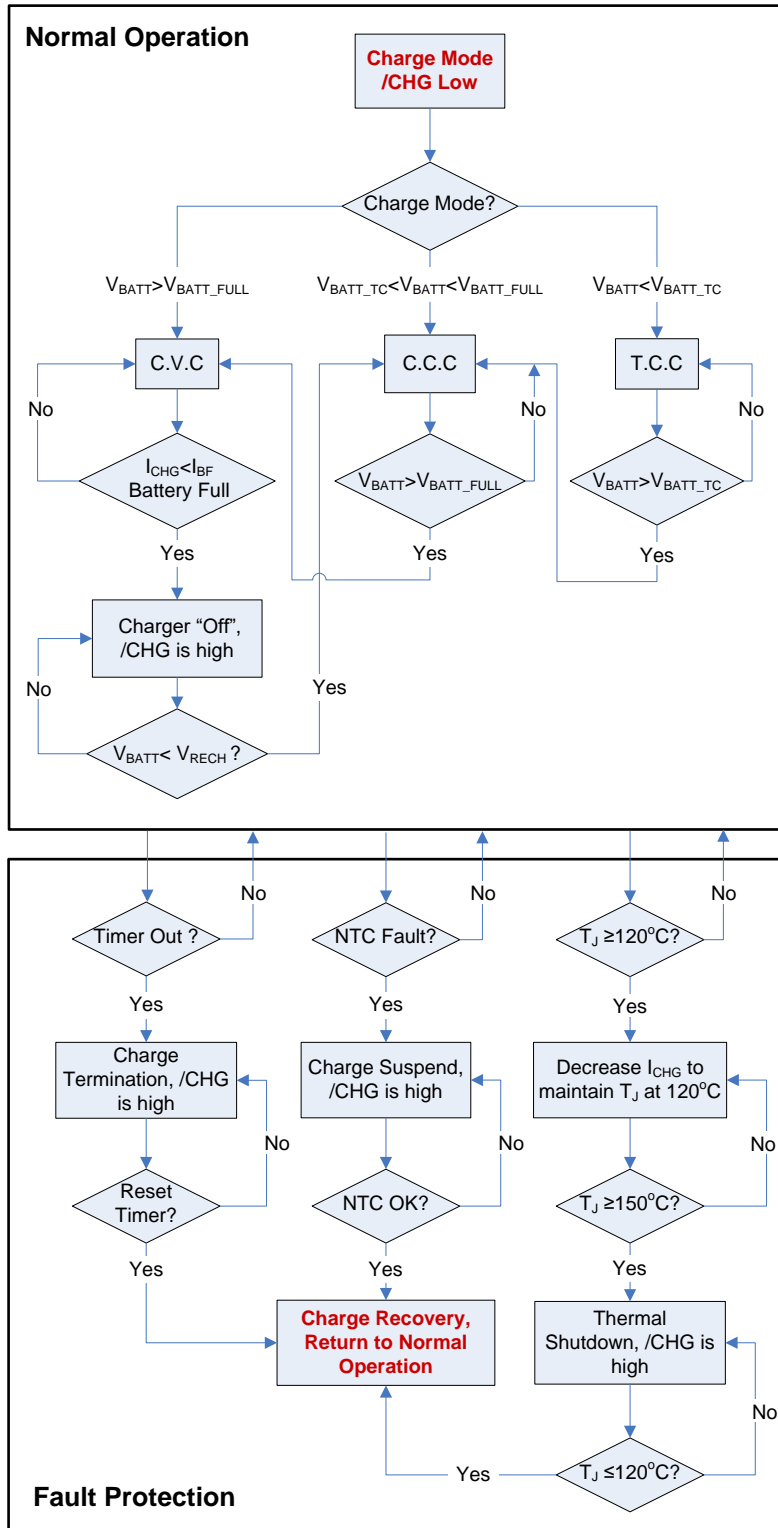 Normal Operation
Charge Mode
/CHG Low
Charge Mode?
VBATT>VBATT_FULL
VBATT_TC<VBATT<VBATT_FULL
VBATT<VBATT_TC
C.V.C
C.C.C
T.C.C
No
No
No
ICHG<IBF
Battery Full
VBATT>VBATT_FULL
VBATT>VBATT_TC
Yes
Yes
Yes
Charger “Off”,
/CHG is high
No
Yes
VBATT< VRECH ?
No
No
No
Timer Out ?
NTC Fault?
TJ ≥120oC?
Yes
Yes
Yes
Charge
Termination, /CHG
is high
Charge Suspend,
/CHG is high
Decrease ICHG to
maintain TJ at 120oC
No
No
No
Reset
Timer?
NTC OK?
TJ ≥150oC?
Yes
Yes
Yes
Charge Recovery,
Return to Normal
Operation
Thermal
Shutdown, /CHG is
high
No
Yes
TJ ≤120oC?
Fault Protection